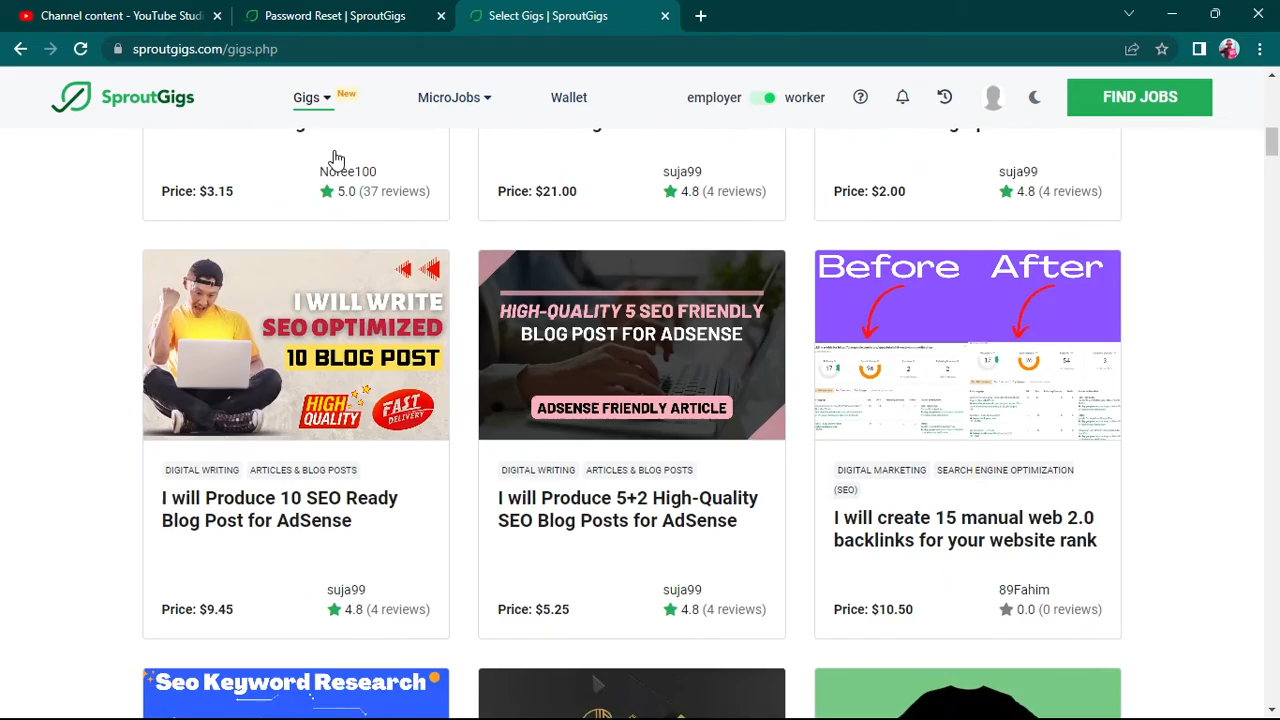 Channel content - YouTube Studi
Password Reset | SproutGigs
Select Gigs | SproutGigs
sproutgigs.com/gigs.php
SproutGigs
Gigs
New
MicroJobs
Wallet
employer
worker
FIND JOBS
Noree100
Price: $3.15
5.0 (37 reviews)
suja99
Price: $21.00
4.8 (4 reviews)
suja99
Price: $2.00
4.8 (4 reviews)
I WILL WRITE
SEO OPTIMIZED
10 BLOG POST
HIGH QUALITY
FAST DELIVERY
DIGITAL WRITING
ARTICLES & BLOG POSTS
I will Produce 10 SEO Ready
Blog Post for AdSense
suja99
Price: $9.45
4.8 (4 reviews)
HIGH-QUALITY 5 SEO FRIENDLY
BLOG POST FOR ADSENSE
ADSENSE FRIENDLY ARTICLE
DIGITAL WRITING
ARTICLES & BLOG POSTS
I will Produce 5+2 High-Quality
SEO Blog Posts for AdSense
suja99
Price: $5.25
4.8 (4 reviews)
Before
After
DIGITAL MARKETING
SEARCH ENGINE OPTIMIZATION
(SEO)
I will create 15 manual web 2.0
backlinks for your website rank
89Fahim
Price: $10.50
0.0 (0 reviews)
Seo Keyword Research